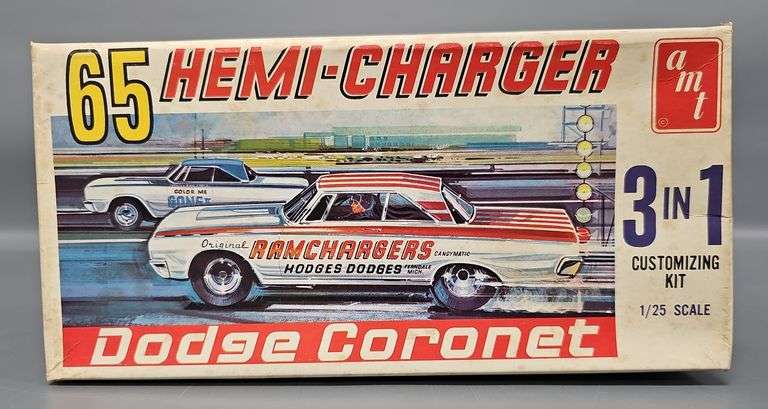 65 HEMI-CHARGER
amt
©
COLOR ME
GONE!
Original RAMCHARGERS CANDYMATIC
HODGES DODGES FERNDALE MICH.
3 IN 1
CUSTOMIZING
KIT
1/25 SCALE
Dodge Coronet